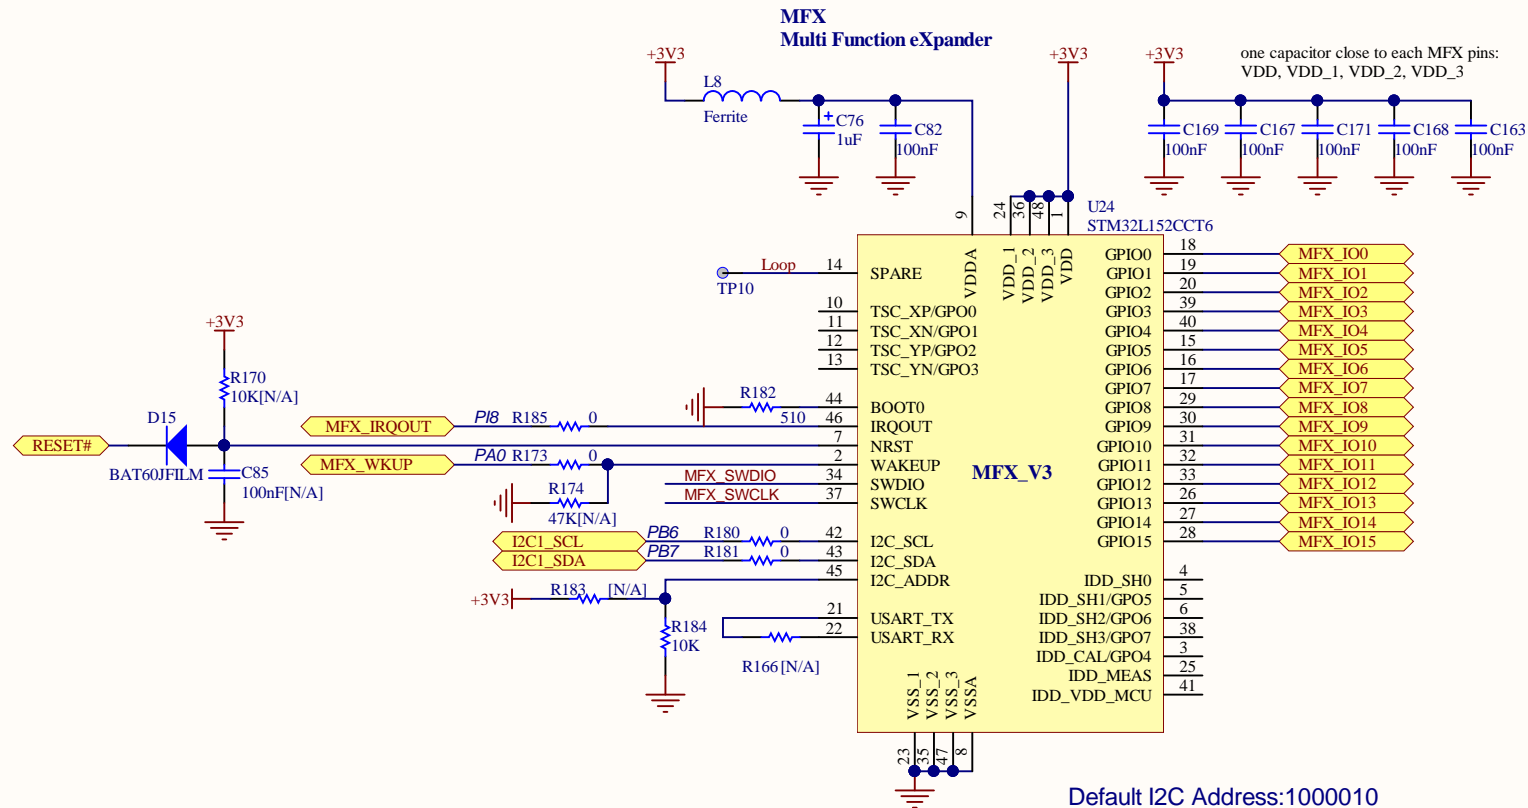 MFX
Multi Function eXpander
+3V3
+3V3
+3V3
one capacitor close to each MFX pins:
VDD, VDD_1, VDD_2, VDD_3
L8
Ferrite
+ C76
1uF
C82
100nF
C169
100nF
C167
100nF
C171
100nF
C168
100nF
C163
100nF
U24
STM32L152CCT6
9
24
36
48
1
VDDA
VDD_1
VDD_2
VDD_3
VDD
TP10
Loop
14
SPARE
10
TSC_XP/GPO0
11
TSC_XN/GPO1
12
TSC_YP/GPO2
13
TSC_YN/GPO3
+3V3
R170
10K[N/A]
R182
510
44
BOOT0
MFX_IRQOUT
PI8
R185
0
46
IRQOUT
RESET#
D15
BAT60JFILM
C85
100nF[N/A]
7
NRST
MFX_WKUP
PA0
R173
0
2
WAKEUP
R174
47K[N/A]
MFX_SWDIO
34
SWDIO
MFX_SWCLK
37
SWCLK
I2C1_SCL
PB6
R180
0
42
I2C_SCL
I2C1_SDA
PB7
R181
0
43
I2C_SDA
45
I2C_ADDR
+3V3
R183
[N/A]
R184
10K
21
USART_TX
22
USART_RX
R166
[N/A]
MFX_V3
GPIO0
18
MFX_IO0
GPIO1
19
MFX_IO1
GPIO2
20
MFX_IO2
GPIO3
39
MFX_IO3
GPIO4
40
MFX_IO4
GPIO5
15
MFX_IO5
GPIO6
16
MFX_IO6
GPIO7
17
MFX_IO7
GPIO8
29
MFX_IO8
GPIO9
30
MFX_IO9
GPIO10
31
MFX_IO10
GPIO11
32
MFX_IO11
GPIO12
33
MFX_IO12
GPIO13
26
MFX_IO13
GPIO14
27
MFX_IO14
GPIO15
28
MFX_IO15
IDD_SH0
4
IDD_SH1/GPO5
5
IDD_SH2/GPO6
6
IDD_SH3/GPO7
38
IDD_CAL/GPO4
3
IDD_MEAS
25
IDD_VDD_MCU
41
VSS_1
VSS_2
VSS_3
VSSA
23
35
47
8
Default I2C Address:1000010